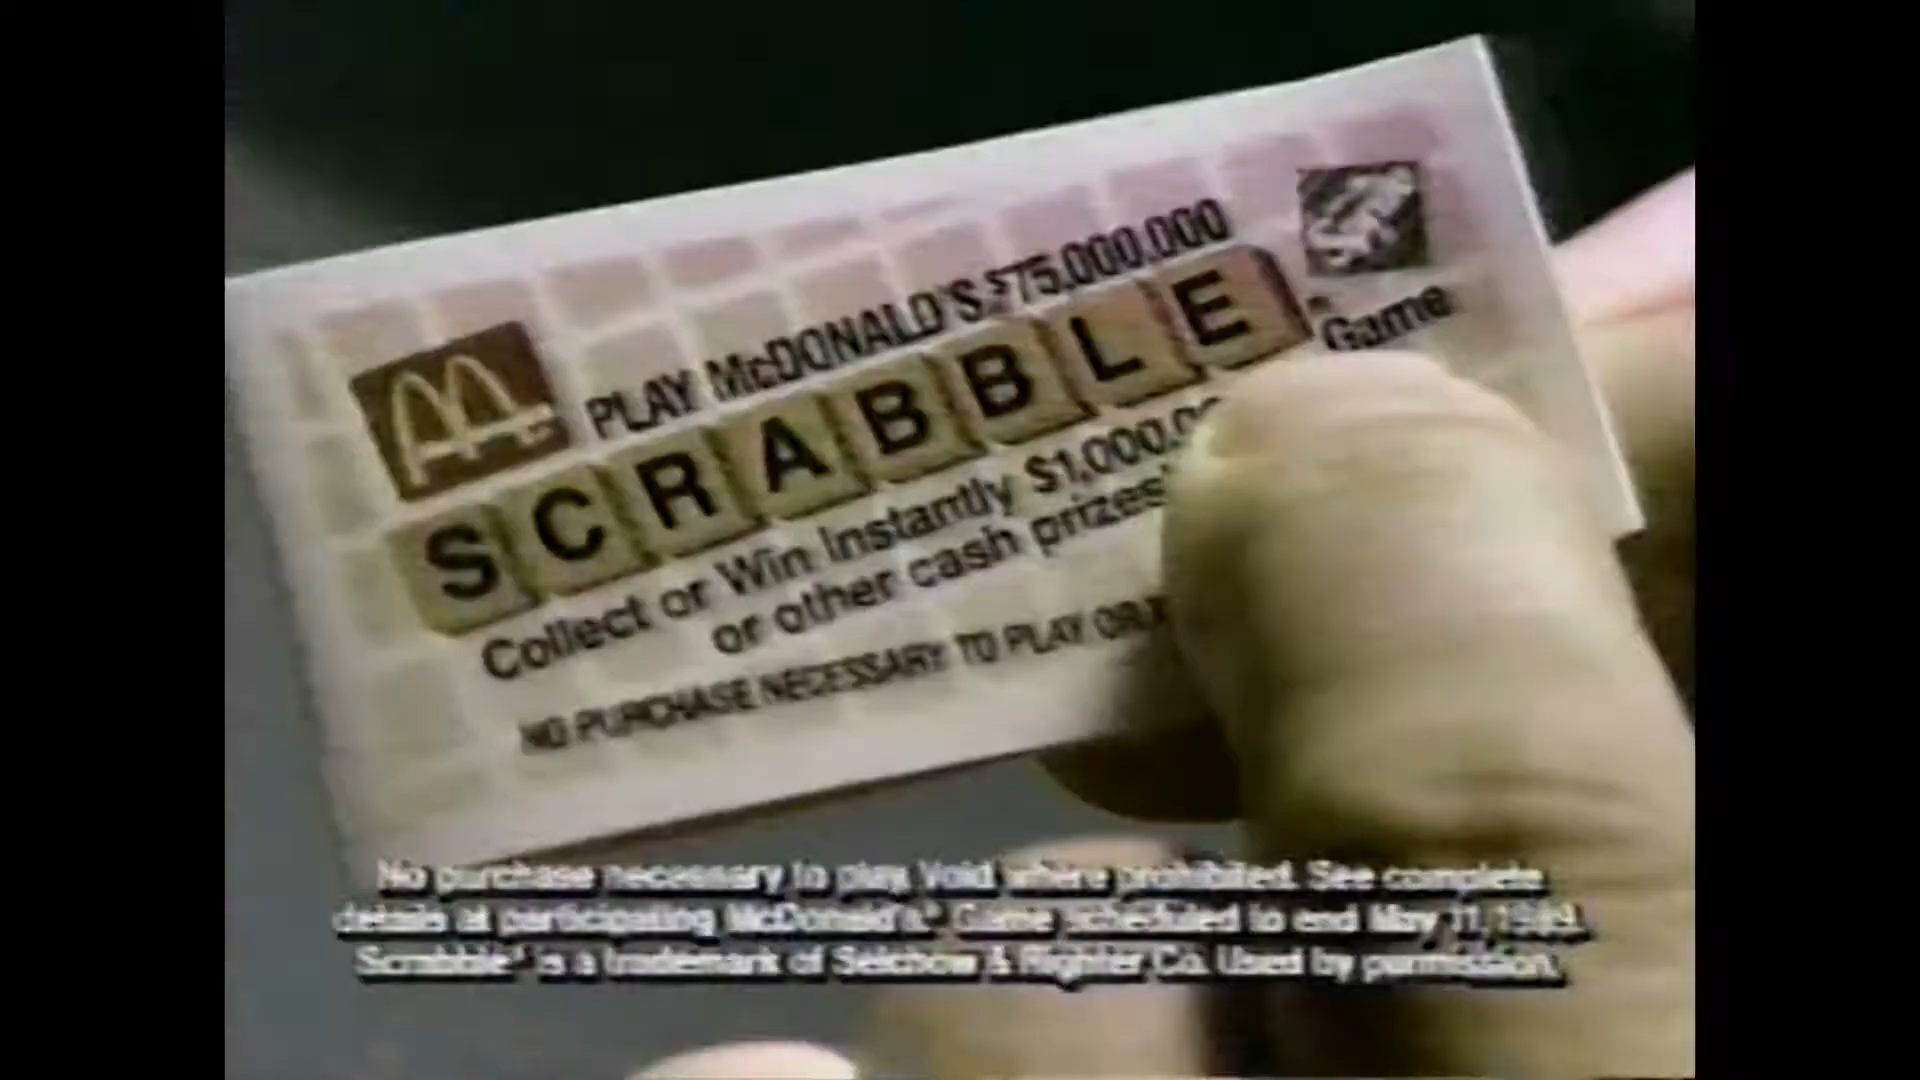 PLAY McDONALD'S $75,000,000
SCRABBLE® Game
Collect or Win Instantly $1,000,0
or other cash prizes
NO PURCHASE NECESSARY TO PLAY OR
No purchase necessary to play. Void where prohibited. See complete
details at participating McDonald's.® Game scheduled to end May 11,
Scrabble® is a trademark of Selchow & Righter Co. Used by permission.